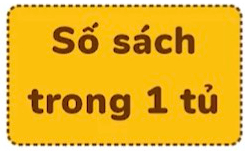 Số sách
trong 1 tủ